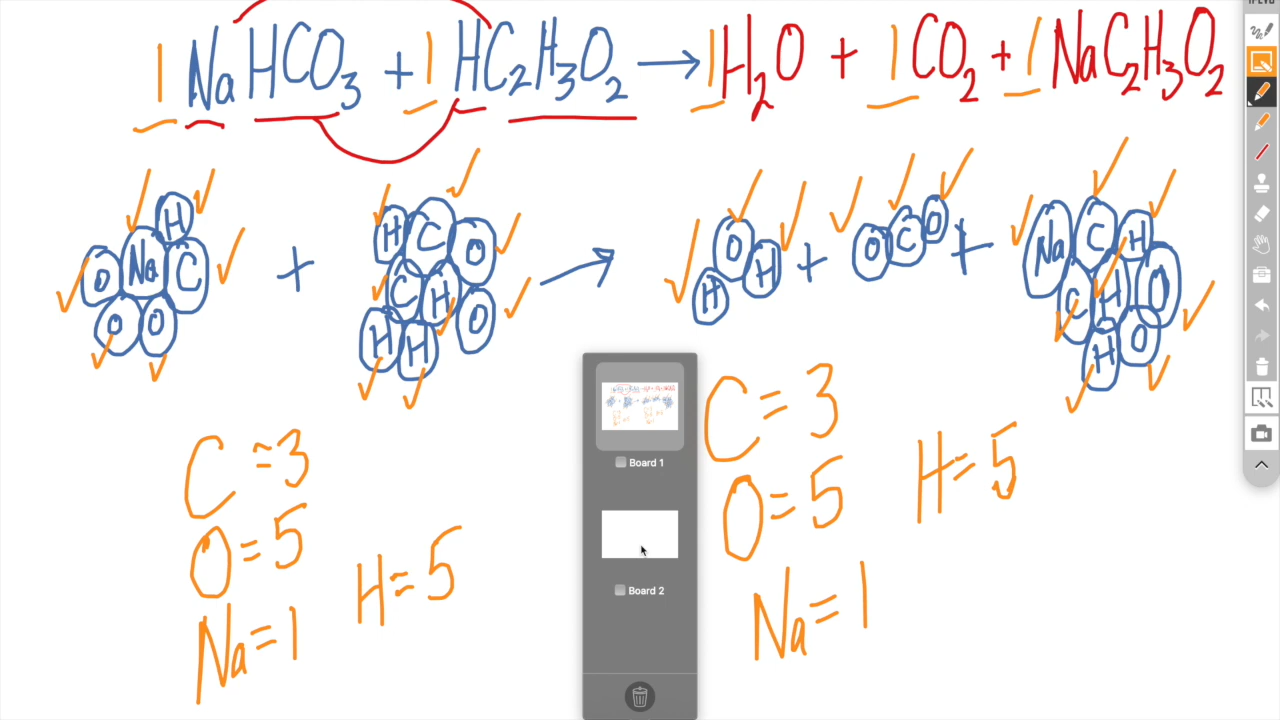 1 NaHCO3 + 1 HC2H3O2 → 1 H2O + 1 CO2 + 1 NaC2H3O2
H
O Na C
O O
+
H C O
C H O
H H
→
O
H H
+
O C O
+
Na C H
C H O
H O
C = 3
O = 5
Na = 1
H = 5
Board 1
Board 2
C = 3
O = 5
Na = 1
H = 5